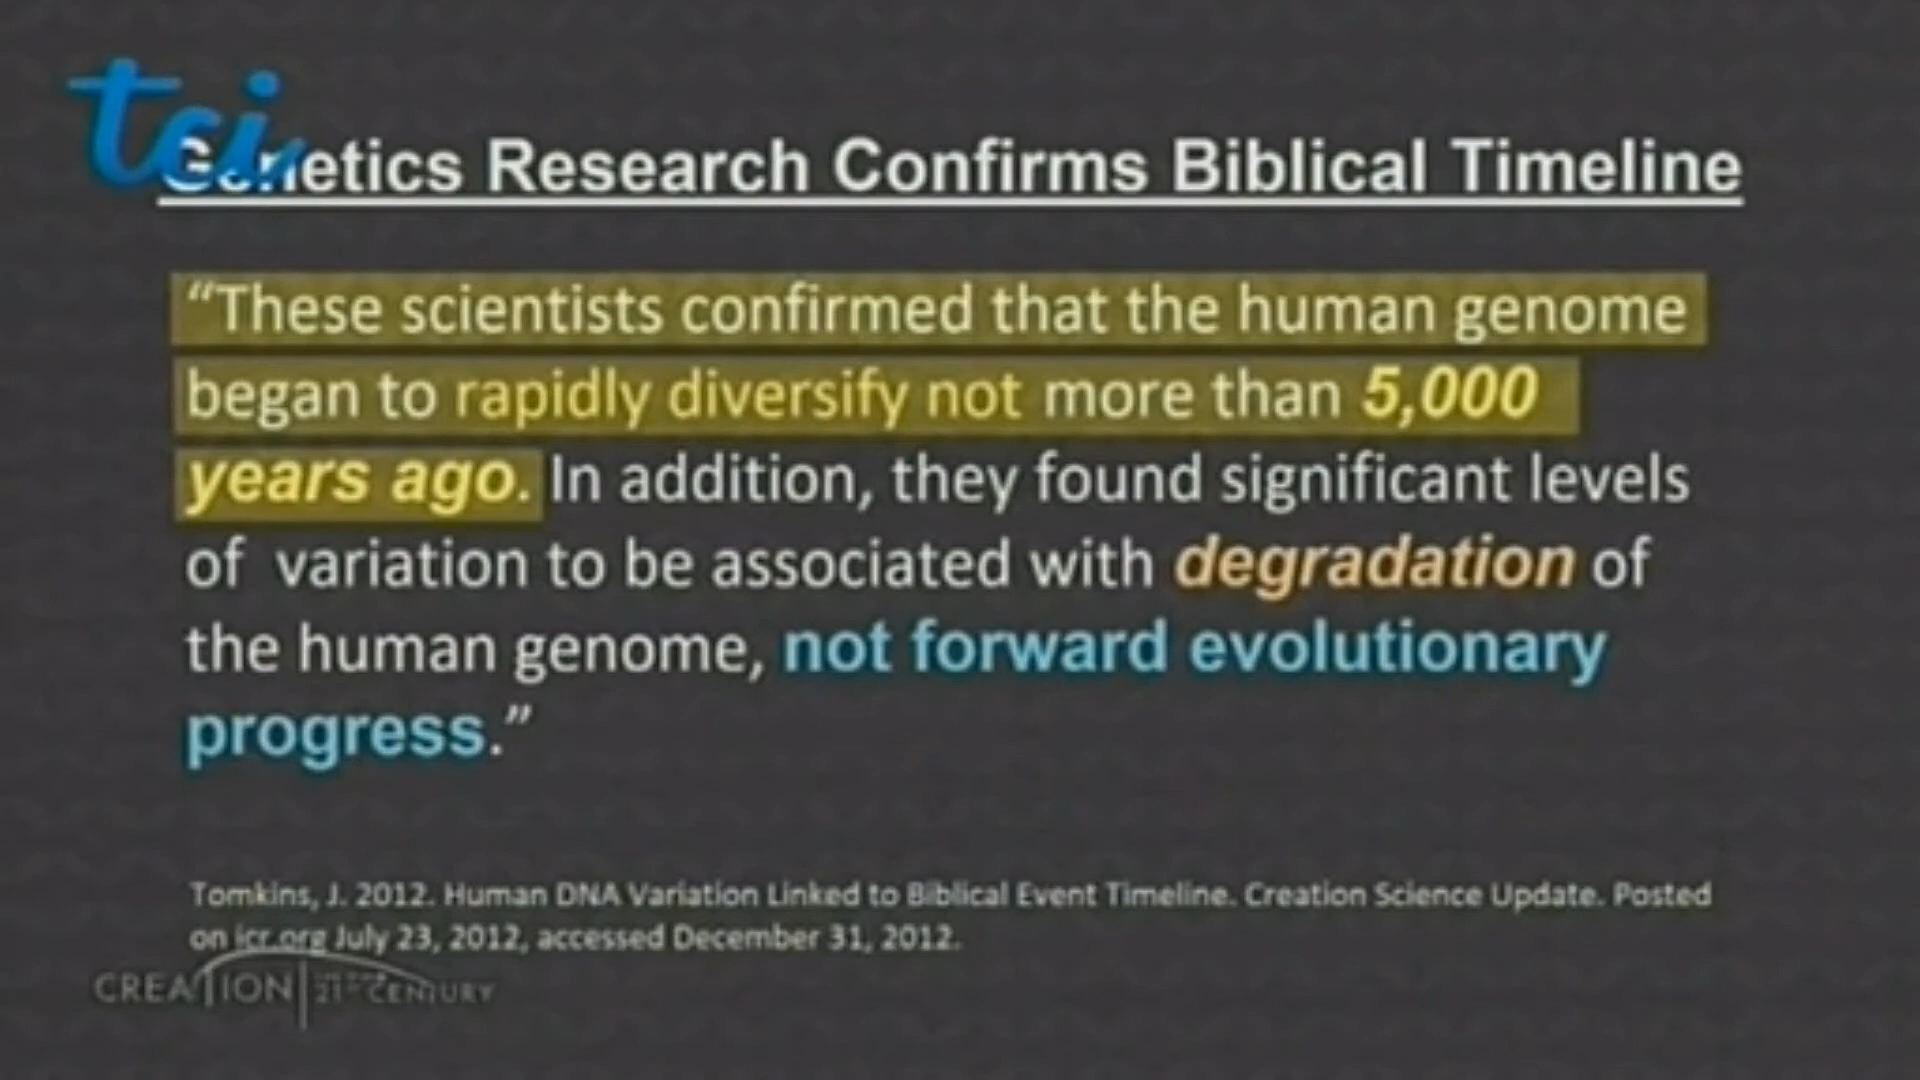 tci
Genetics Research Confirms Biblical Timeline
“These scientists confirmed that the human genome
began to rapidly diversify not more than 5,000
years ago. In addition, they found significant levels
of variation to be associated with degradation of
the human genome, not forward evolutionary
progress.”
Tomkins, J. 2012. Human DNA Variation Linked to Biblical Event Timeline. Creation Science Update. Posted
on icr.org July 23, 2012, accessed December 31, 2012.
CREATION 21ST CENTURY